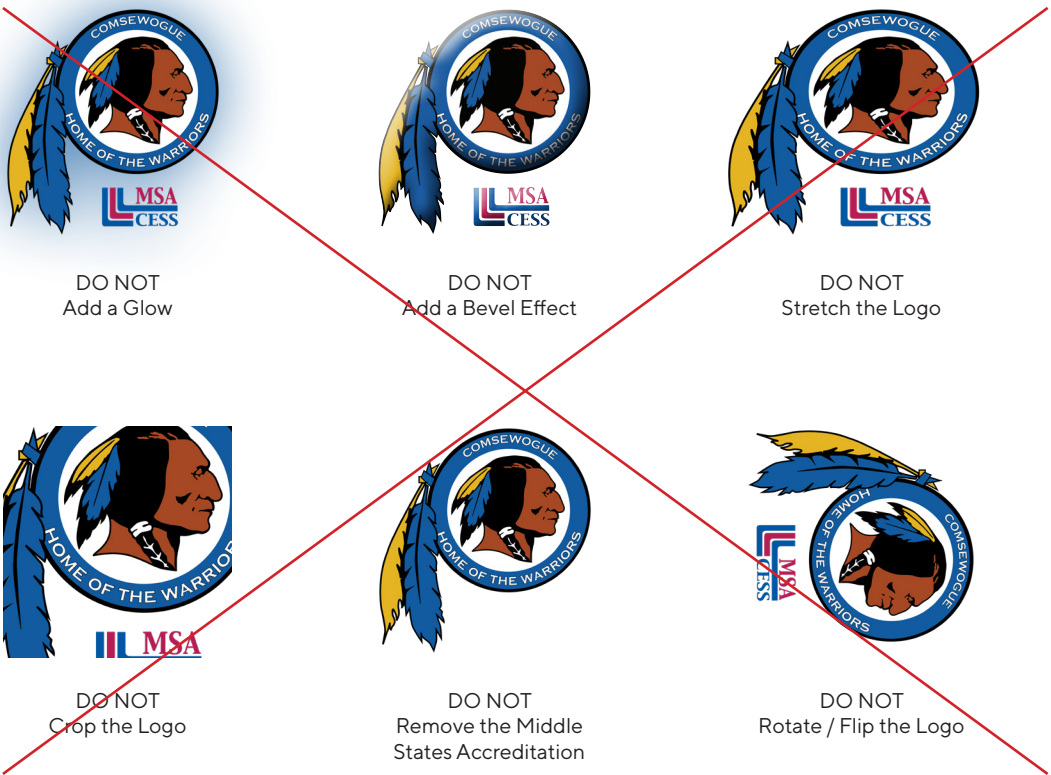 COMSEWOGUE
HOME OF THE WARRIORS
MSA
CESS
DO NOT
Add a Glow
COMSEWOGUE
HOME OF THE WARRIORS
MSA
CESS
DO NOT
Add a Bevel Effect
COMSEWOGUE
HOME OF THE WARRIORS
MSA
CESS
DO NOT
Stretch the Logo
HOME OF THE WARRIOR
MSA
DO NOT
Crop the Logo
COMSEWOGUE
HOME OF THE WARRIORS
DO NOT
Remove the Middle
States Accreditation
COMSEWOGUE
HOME OF THE WARRIORS
MSA
CESS
DO NOT
Rotate / Flip the Logo